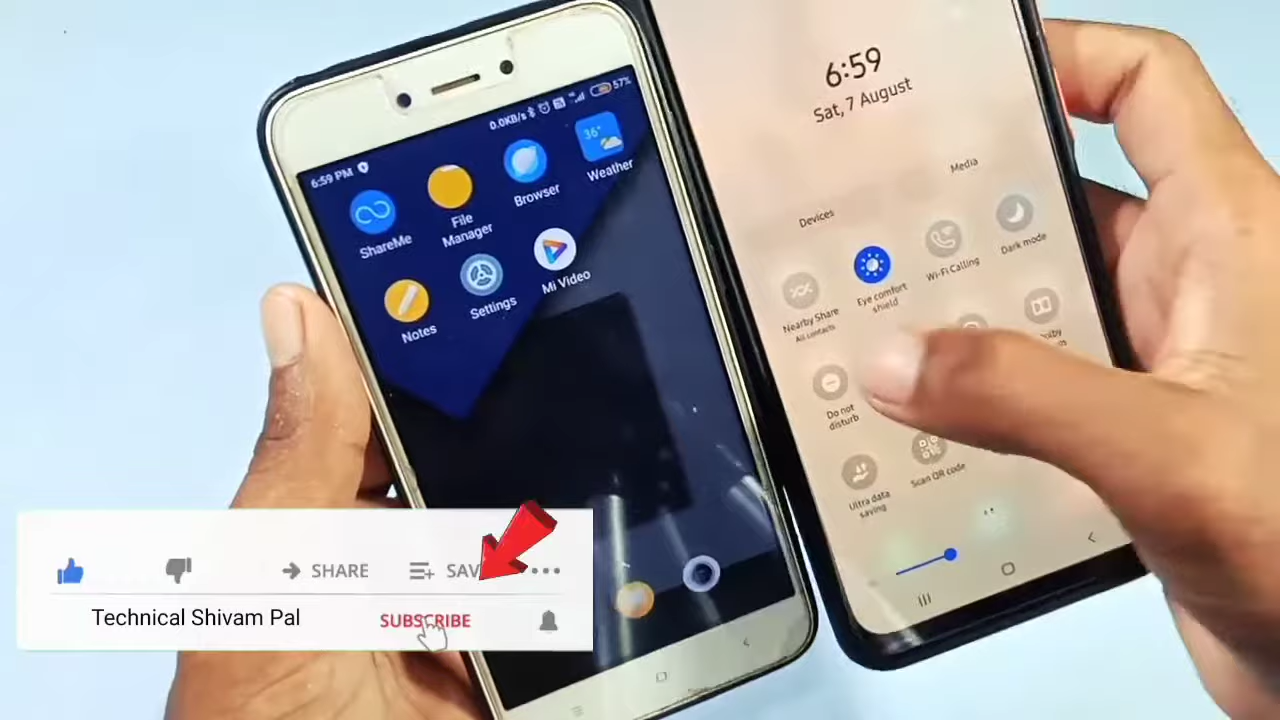 6:59 PM
0.0KB/s
57%
ShareMe
File
Manager
Browser
36°
Weather
Notes
Settings
Mi Video
6:59
Sat, 7 August
Devices
Media
Nearby Share
All contacts
Eye comfort
shield
Wi-Fi Calling
Dark mode
Do not
disturb
Ultra data
saving
Scan QR code
SHARE
Technical Shivam Pal
SUBSCRIBE